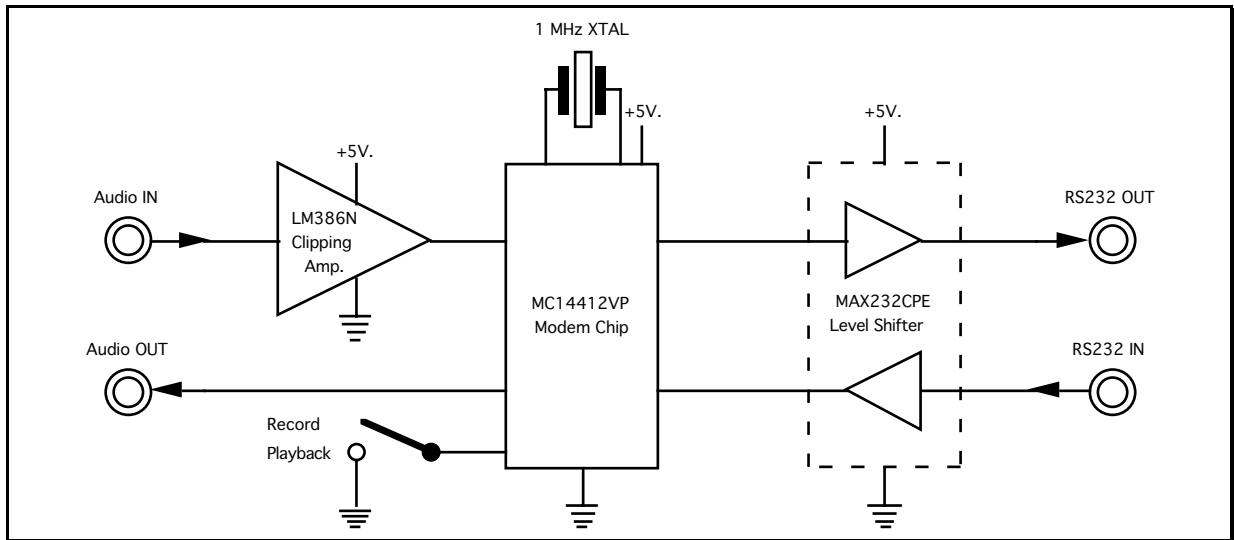 1 MHz XTAL
+5V.
+5V.
+5V.
Audio IN
LM386N
Clipping
Amp.
RS232 OUT
MC14412VP
Modem Chip
MAX232CPE
Level Shifter
Audio OUT
RS232 IN
Record
Playback